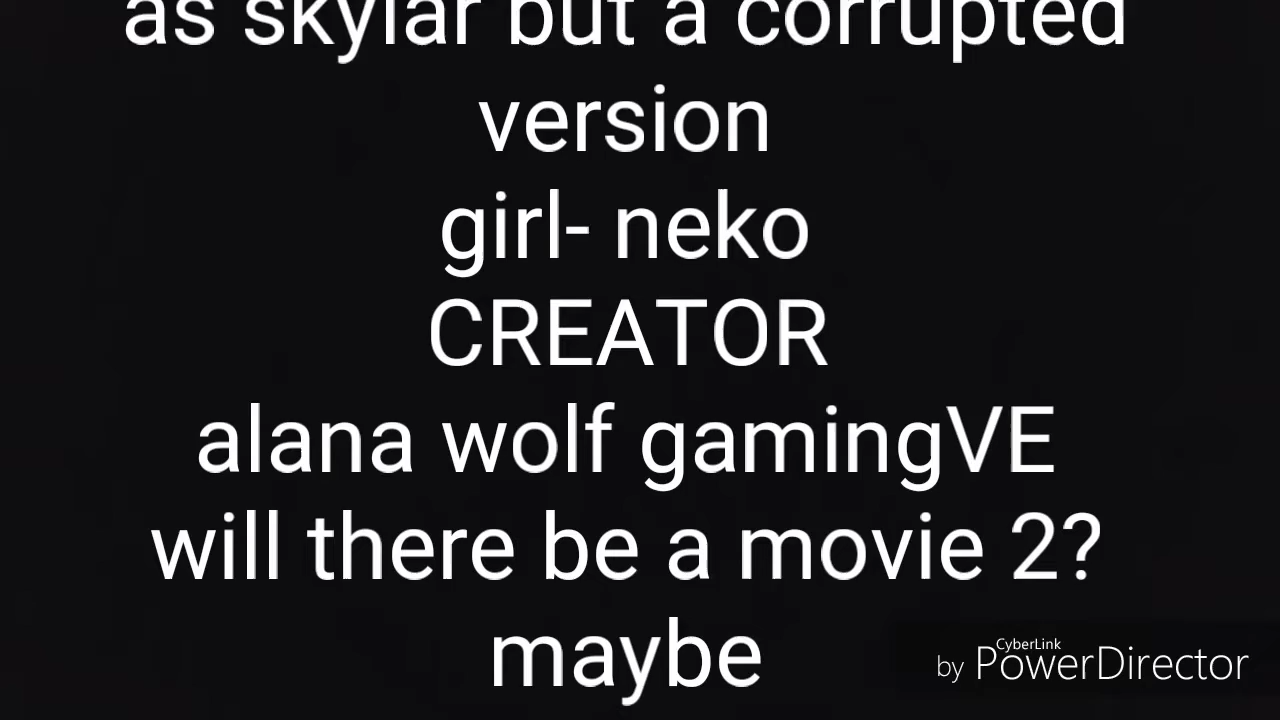 as skylar but a corrupted
version
girl- neko
CREATOR
alana wolf gamingVE
will there be a movie 2?
maybe
CyberLink
by PowerDirector